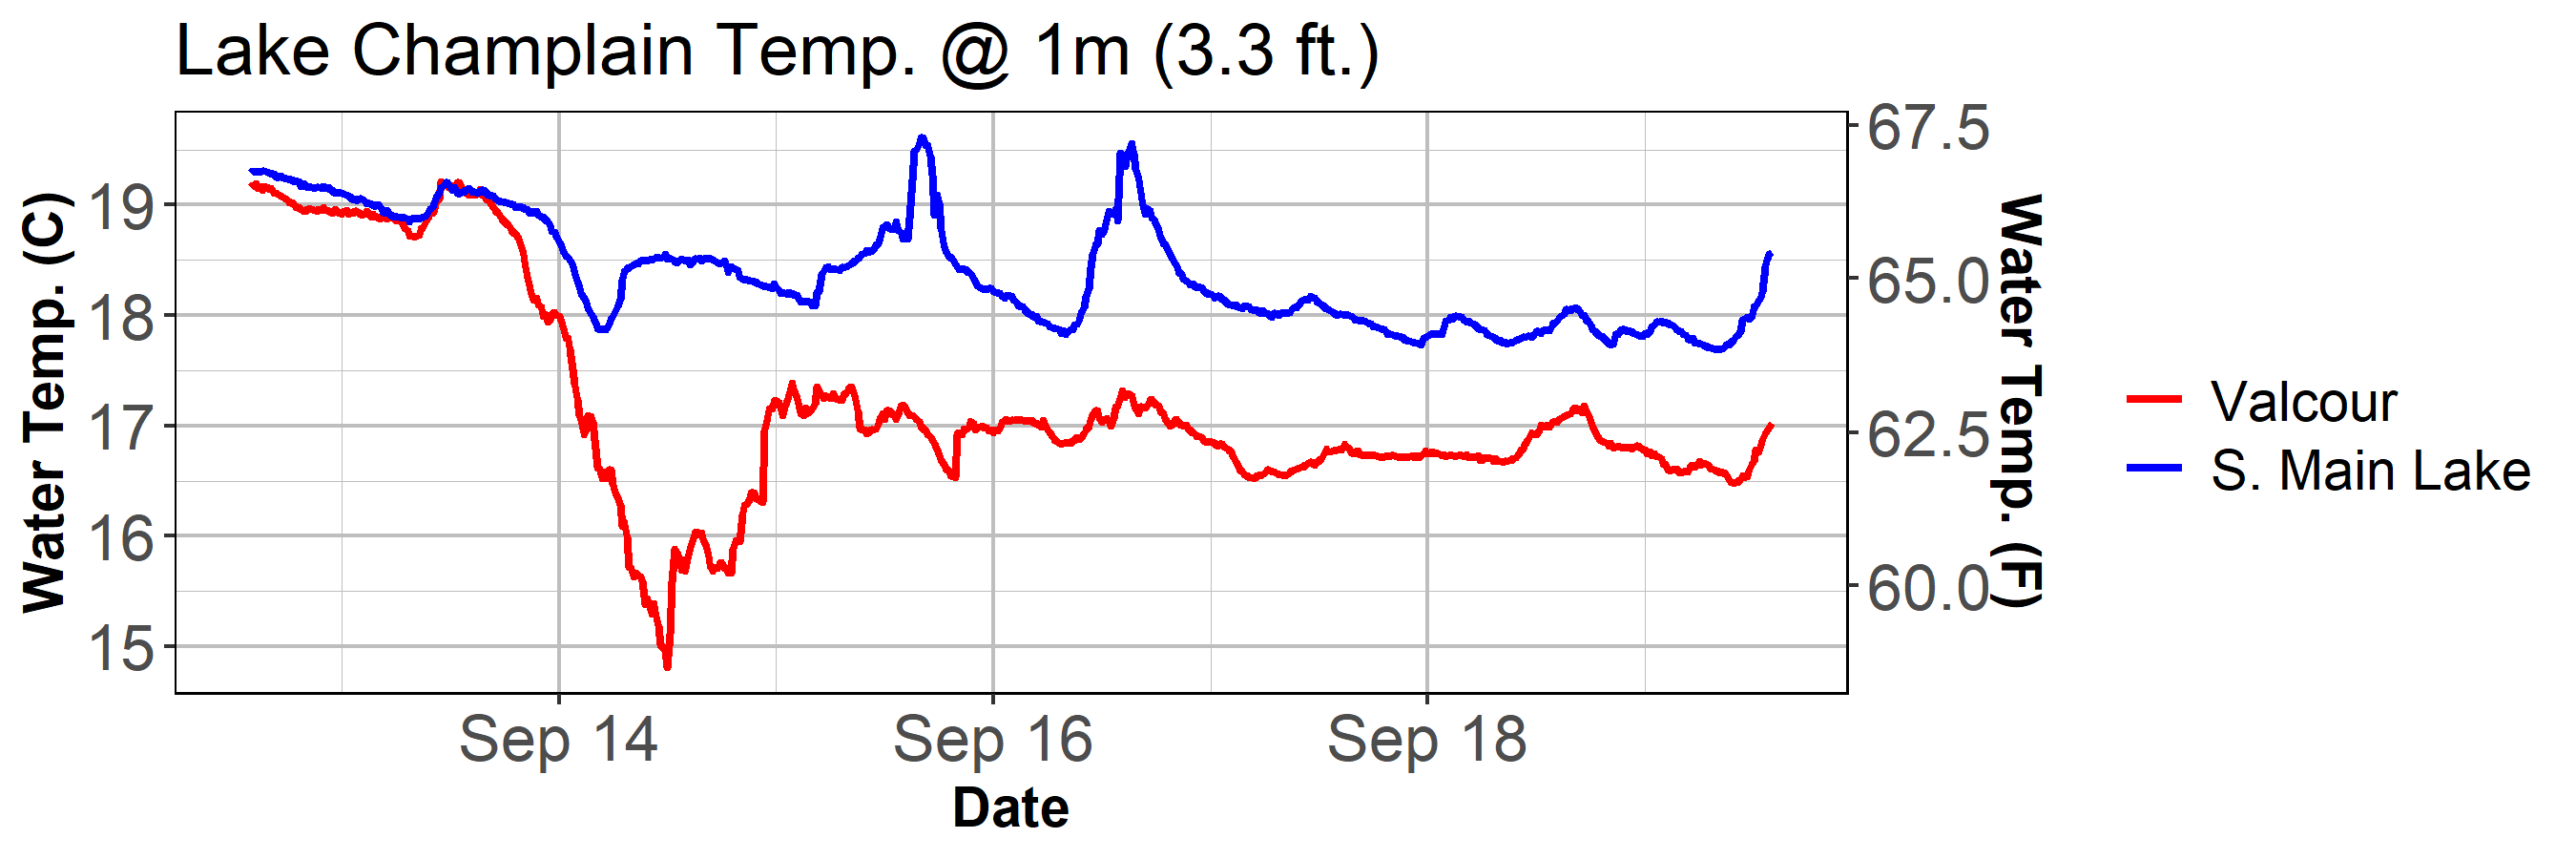 Lake Champlain Temp. @ 1m (3.3 ft.)
Water Temp. (C)
19
18
17
16
15
67.5
65.0
62.5
60.0
Water Temp. (F)
Sep 14
Sep 16
Sep 18
Date
Valcour
S. Main Lake